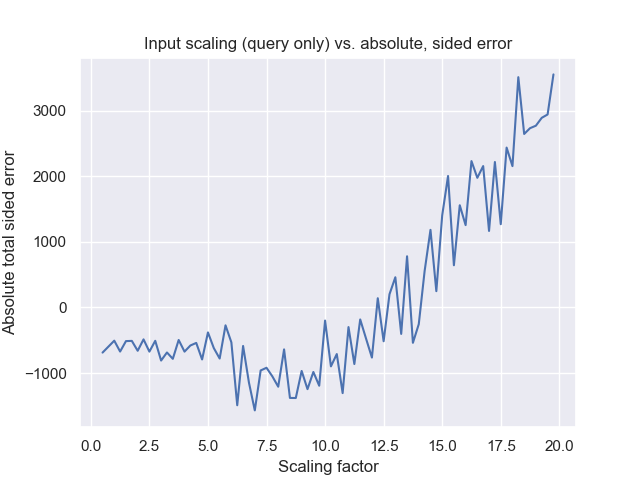 Input scaling (query only) vs. absolute, sided error
Absolute total sided error
3000
2000
1000
0
−1000
0.0 2.5 5.0 7.5 10.0 12.5 15.0 17.5 20.0
Scaling factor